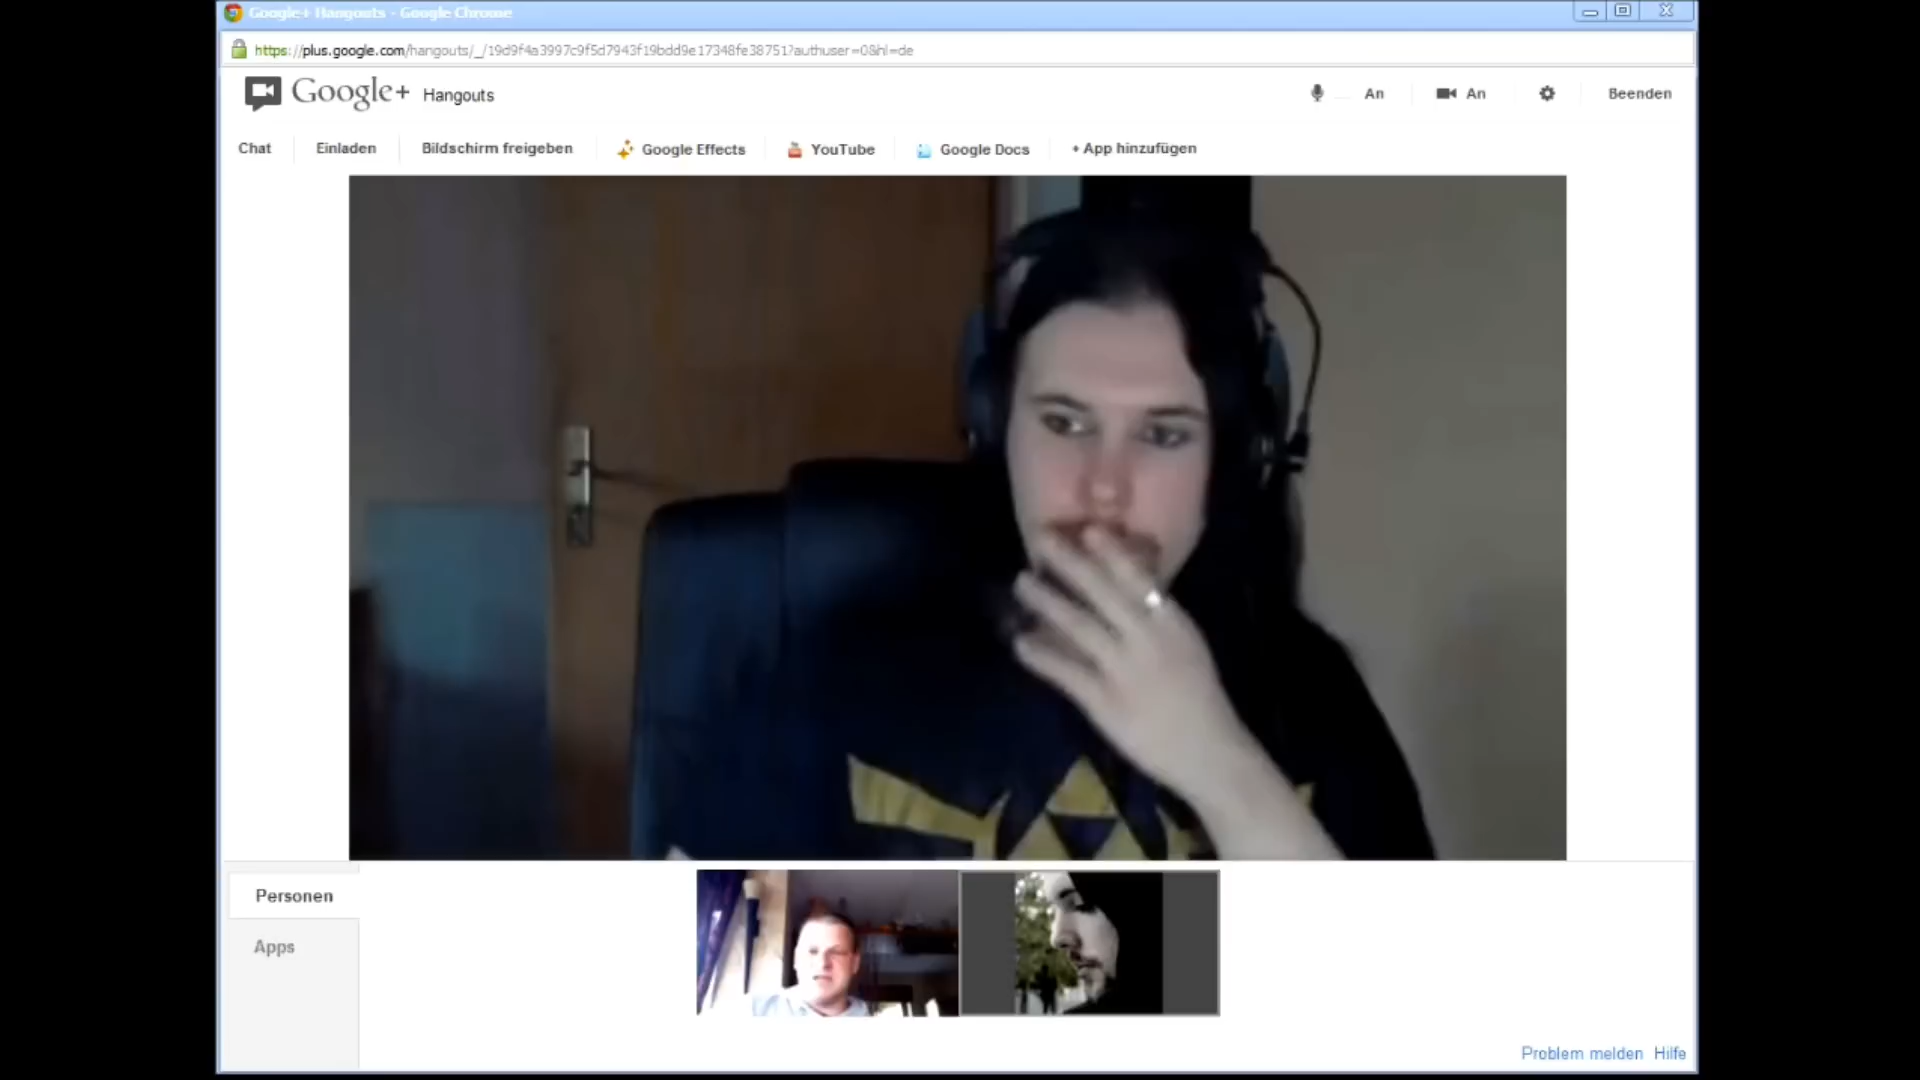 Google+ Hangouts - Google Chrome
https://plus.google.com/hangouts/_/19d9f4a3997c9f5d7943f19bdd9e17348fe38751?authuser=0&hl=de
Google+ Hangouts
An
An
Beenden
Chat
Einladen
Bildschirm freigeben
Google Effects
YouTube
Google Docs
+ App hinzufügen
Personen
Apps
Problem melden
Hilfe